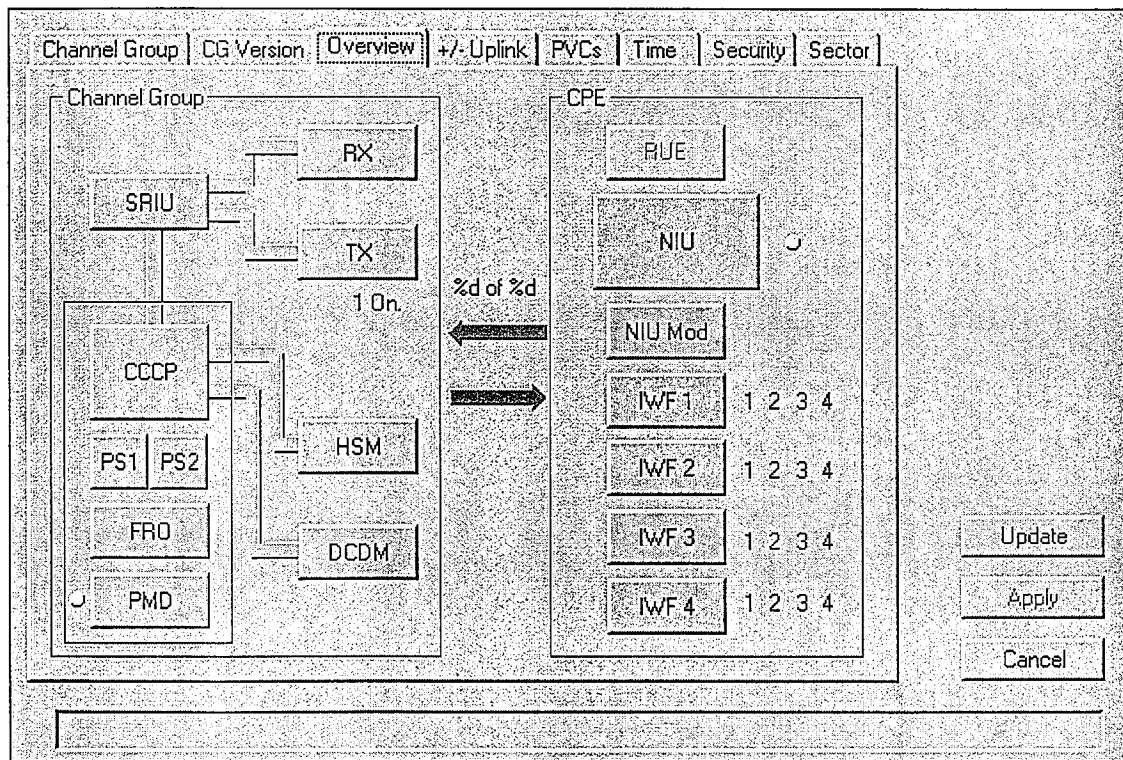 Channel Group CG Version Overview +/- Uplink PVCs Time Security Sector
Channel Group
RX
SRIU
TX
1 On.
CCCP
PS1 PS2
HSM
FRO
DCDM
PMD
%d of %d
CPE
RUE
NIU
NIU Mod
IWF 1 1 2 3 4
IWF 2 1 2 3 4
IWF 3 1 2 3 4
IWF 4 1 2 3 4
Update
Apply
Cancel